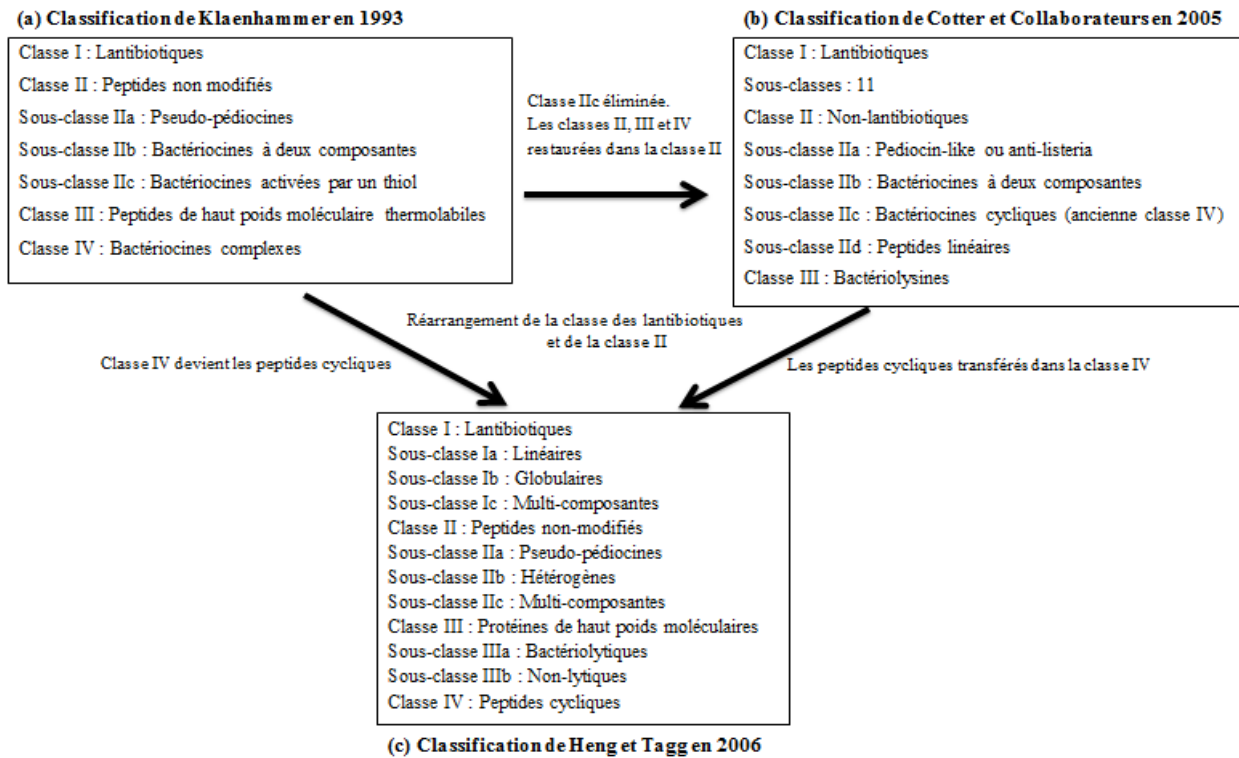 (a) Classification de Klaenhammer en 1993
Classe I : Lantibiotiques
Classe II : Peptides non modifiés
Sous-classe IIa : Pseudo-pédiocines
Sous-classe IIb : Bactériocines à deux composantes
Sous-classe IIc : Bactériocines activées par un thiol
Classe III : Peptides de haut poids moléculaire thermolabiles
Classe IV : Bactériocines complexes
Classe IIc éliminée.
Les classes II, III et IV
restaurées dans la classe II
(b) Classification de Cotter et Collaborateurs en 2005
Classe I : Lantibiotiques
Sous-classes : 11
Classe II : Non-lantibiotiques
Sous-classe IIa : Pediocin-like ou anti-listeria
Sous-classe IIb : Bactériocines à deux composantes
Sous-classe IIc : Bactériocines cycliques (ancienne classe IV)
Sous-classe IId : Peptides linéaires
Classe III : Bactériolysines
Réarrangement de la classe des lantibiotiques
et de la classe II
Classe IV devient les peptides cycliques
Les peptides cycliques transférés dans la classe IV
Classe I : Lantibiotiques
Sous-classe Ia : Linéaires
Sous-classe Ib : Globulaires
Sous-classe Ic : Multi-composantes
Classe II : Peptides non-modifiés
Sous-classe IIa : Pseudo-pédiocines
Sous-classe IIb : Hétérogènes
Sous-classe IIc : Multi-composantes
Classe III : Protéines de haut poids moléculaires
Sous-classe IIIa : Bactériolytiques
Sous-classe IIIb : Non-lytiques
Classe IV : Peptides cycliques
(c) Classification de Heng et Tagg en 2006